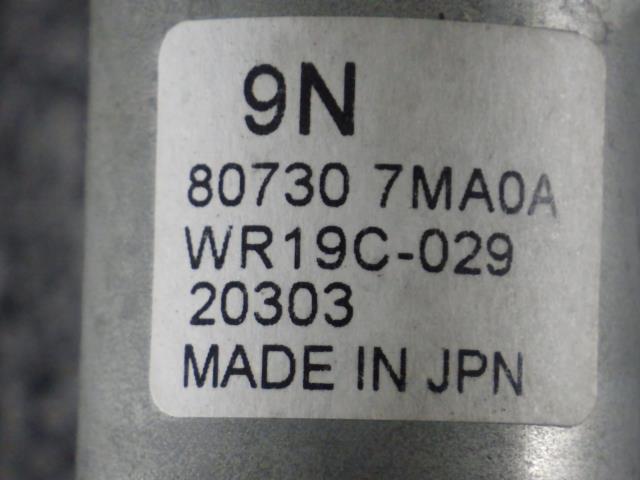 9N
80730 7MA0A
WR19C-029
20303
MADE IN JPN